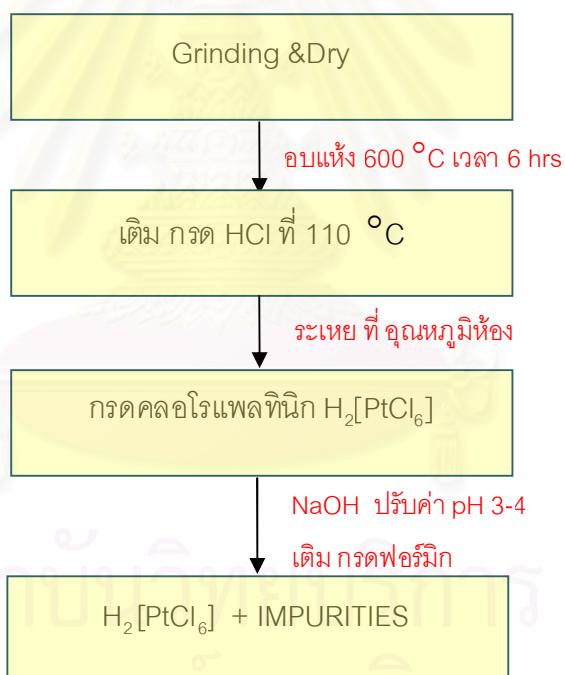 Grinding &Dry
อบแห้ง 600 °C เวลา 6 hrs
เติม กรด HCl ที่ 110 °C
ระเหย ที่ อุณหภูมิห้อง
กรดคลอโรแพลทินิก H₂[PtCl₆]
NaOH ปรับค่า pH 3-4
เติม กรดฟอร์มิก
H₂[PtCl₆] + IMPURITIES